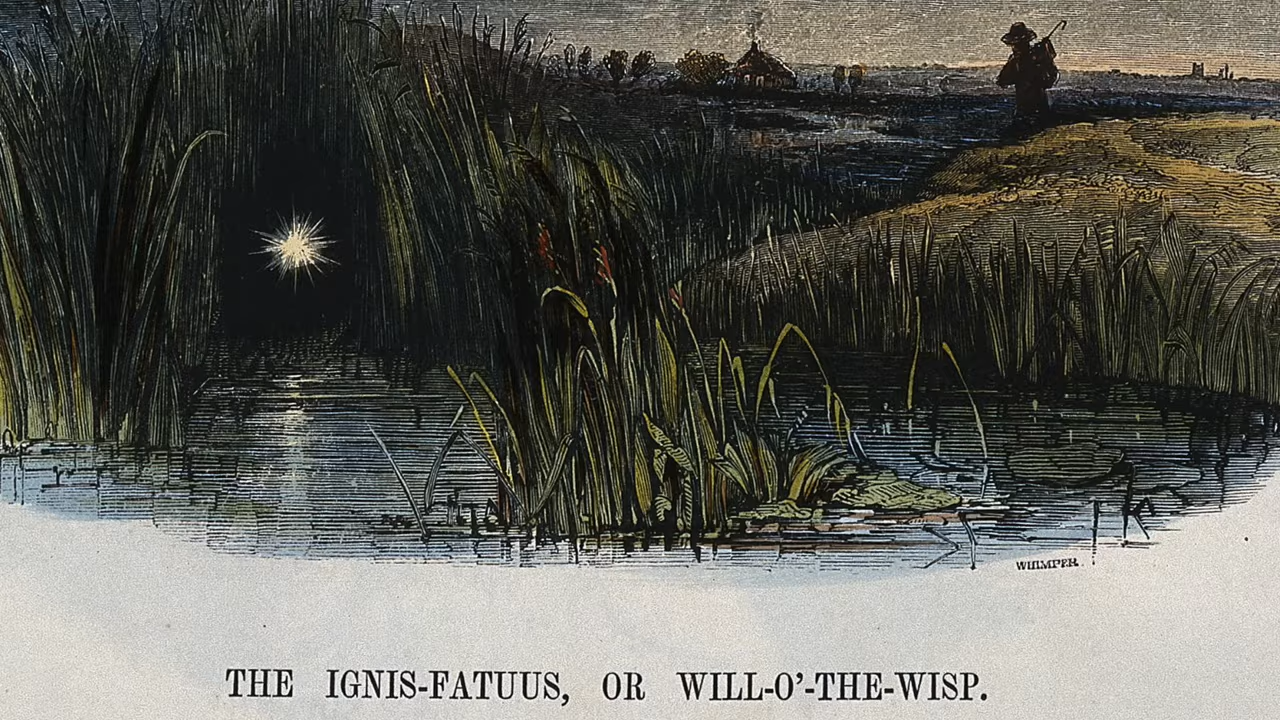 WHIMPER.
THE IGNIS-FATUUS, OR WILL-O'-THE-WISP.